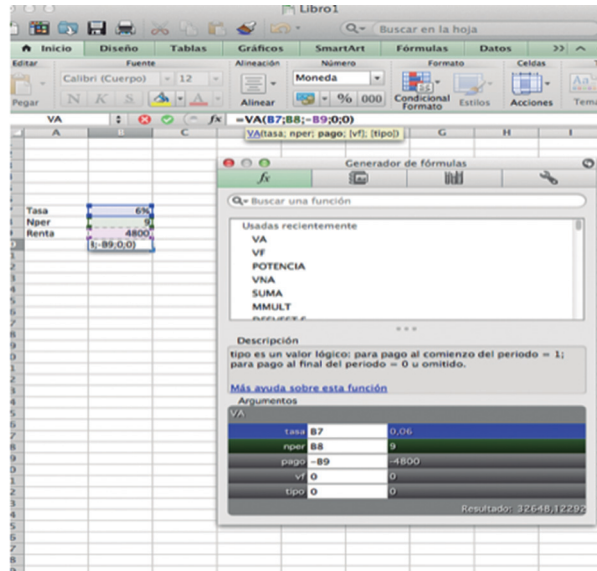 Libro1
Buscar en la hoja
Inicio Diseño Tablas Gráficos SmartArt Fórmulas Datos >>
Editar Fuente Alineación Número Formato Celdas Tem
Calibri (Cuerpo) 12 Moneda
Pegar N K S A A Alinear % 000 Condicional Formato Estilos Acciones Aa Tema
VA fx =VA(B7;B8;-B9;0;0)
VA(tasa; nper; pago; [vf]; [tipo])
A B C G H I
Generador de fórmulas
fx
Buscar una función
Usadas recientemente
VA
VF
POTENCIA
VNA
SUMA
MMULT
DESVEST.S
Tasa 6%
Nper 9
Renta 4800
;-B9;0;0)
Descripción
tipo es un valor lógico: para pago al comienzo del periodo = 1;
para pago al final del periodo = 0 u omitido.
Más ayuda sobre esta función
Argumentos
VA
tasa B7 0,06
nper B8 9
pago -B9 -4800
vf 0 0
tipo 0 0
Resultado: 32648,12292